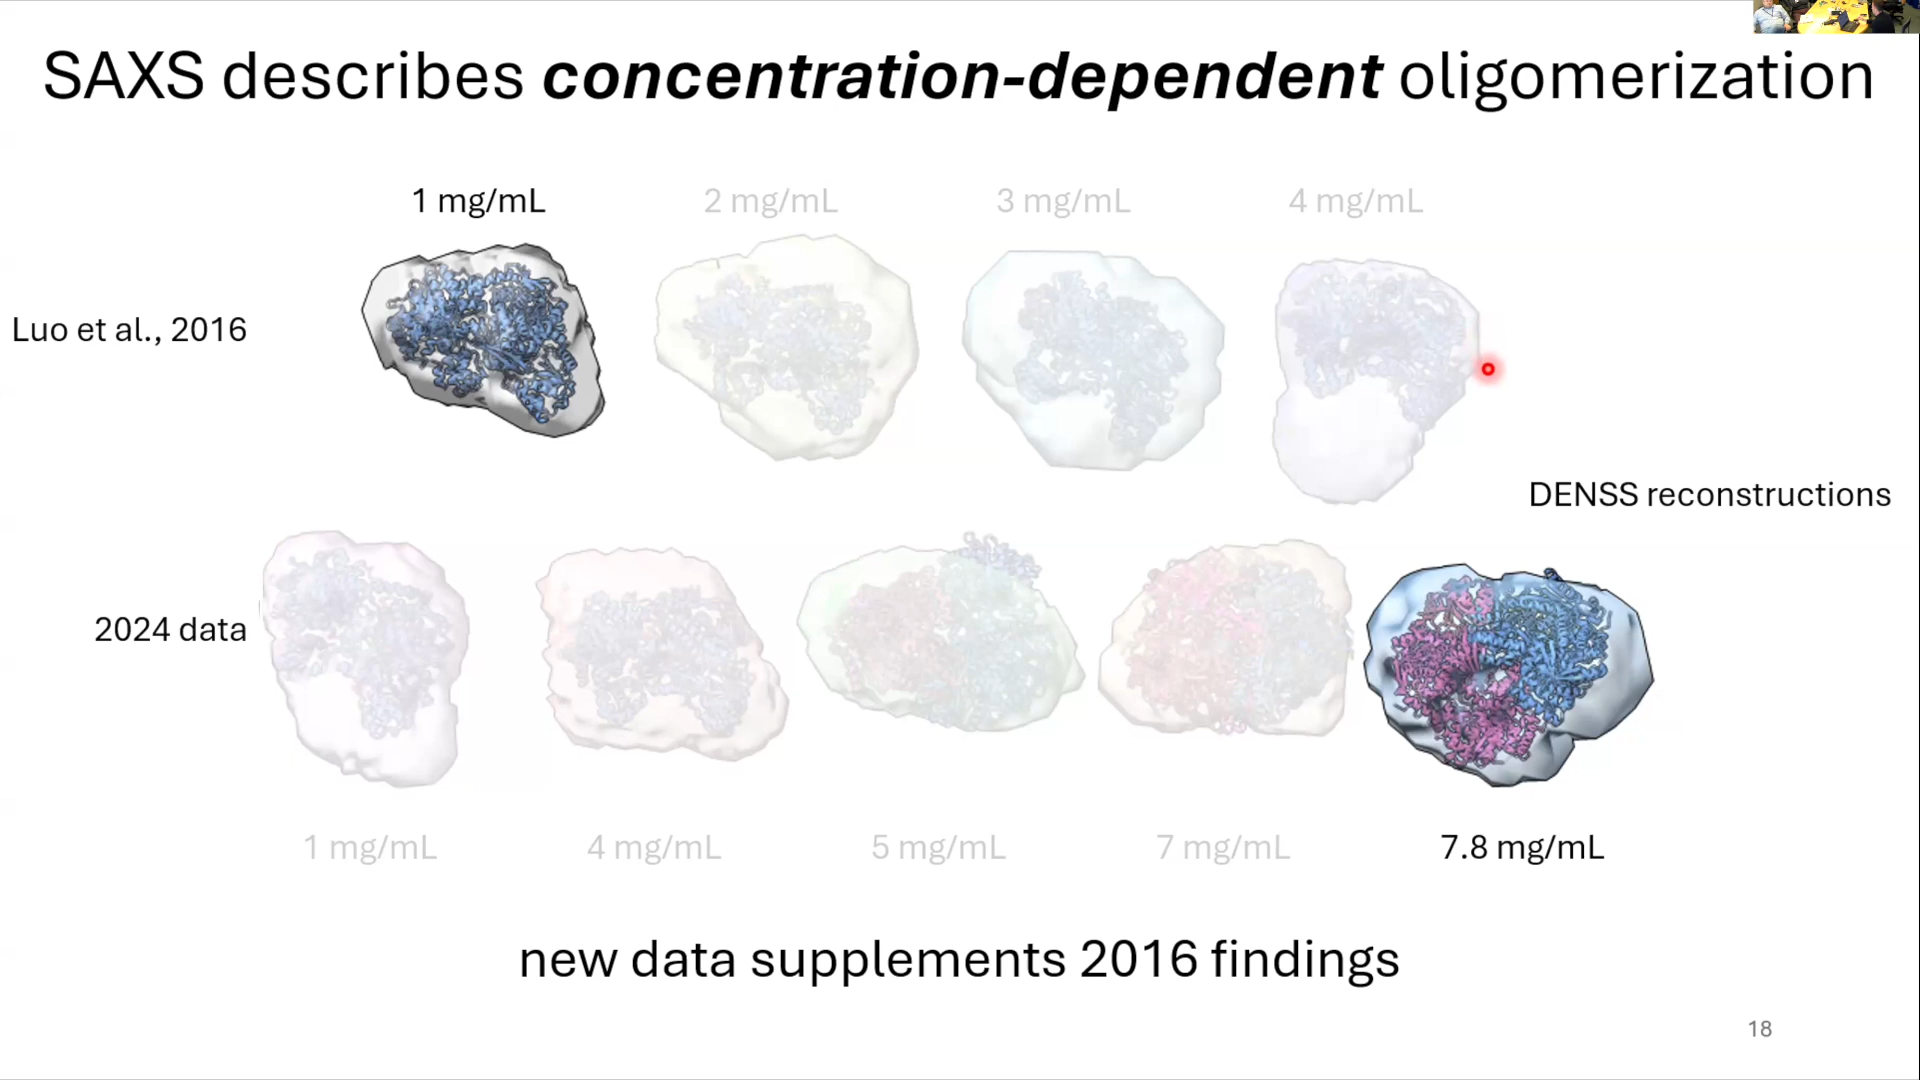 SAXS describes concentration-dependent oligomerization
1 mg/mL
2 mg/mL
3 mg/mL
4 mg/mL
Luo et al., 2016
DENSS reconstructions
2024 data
1 mg/mL
4 mg/mL
5 mg/mL
7 mg/mL
7.8 mg/mL
new data supplements 2016 findings
18